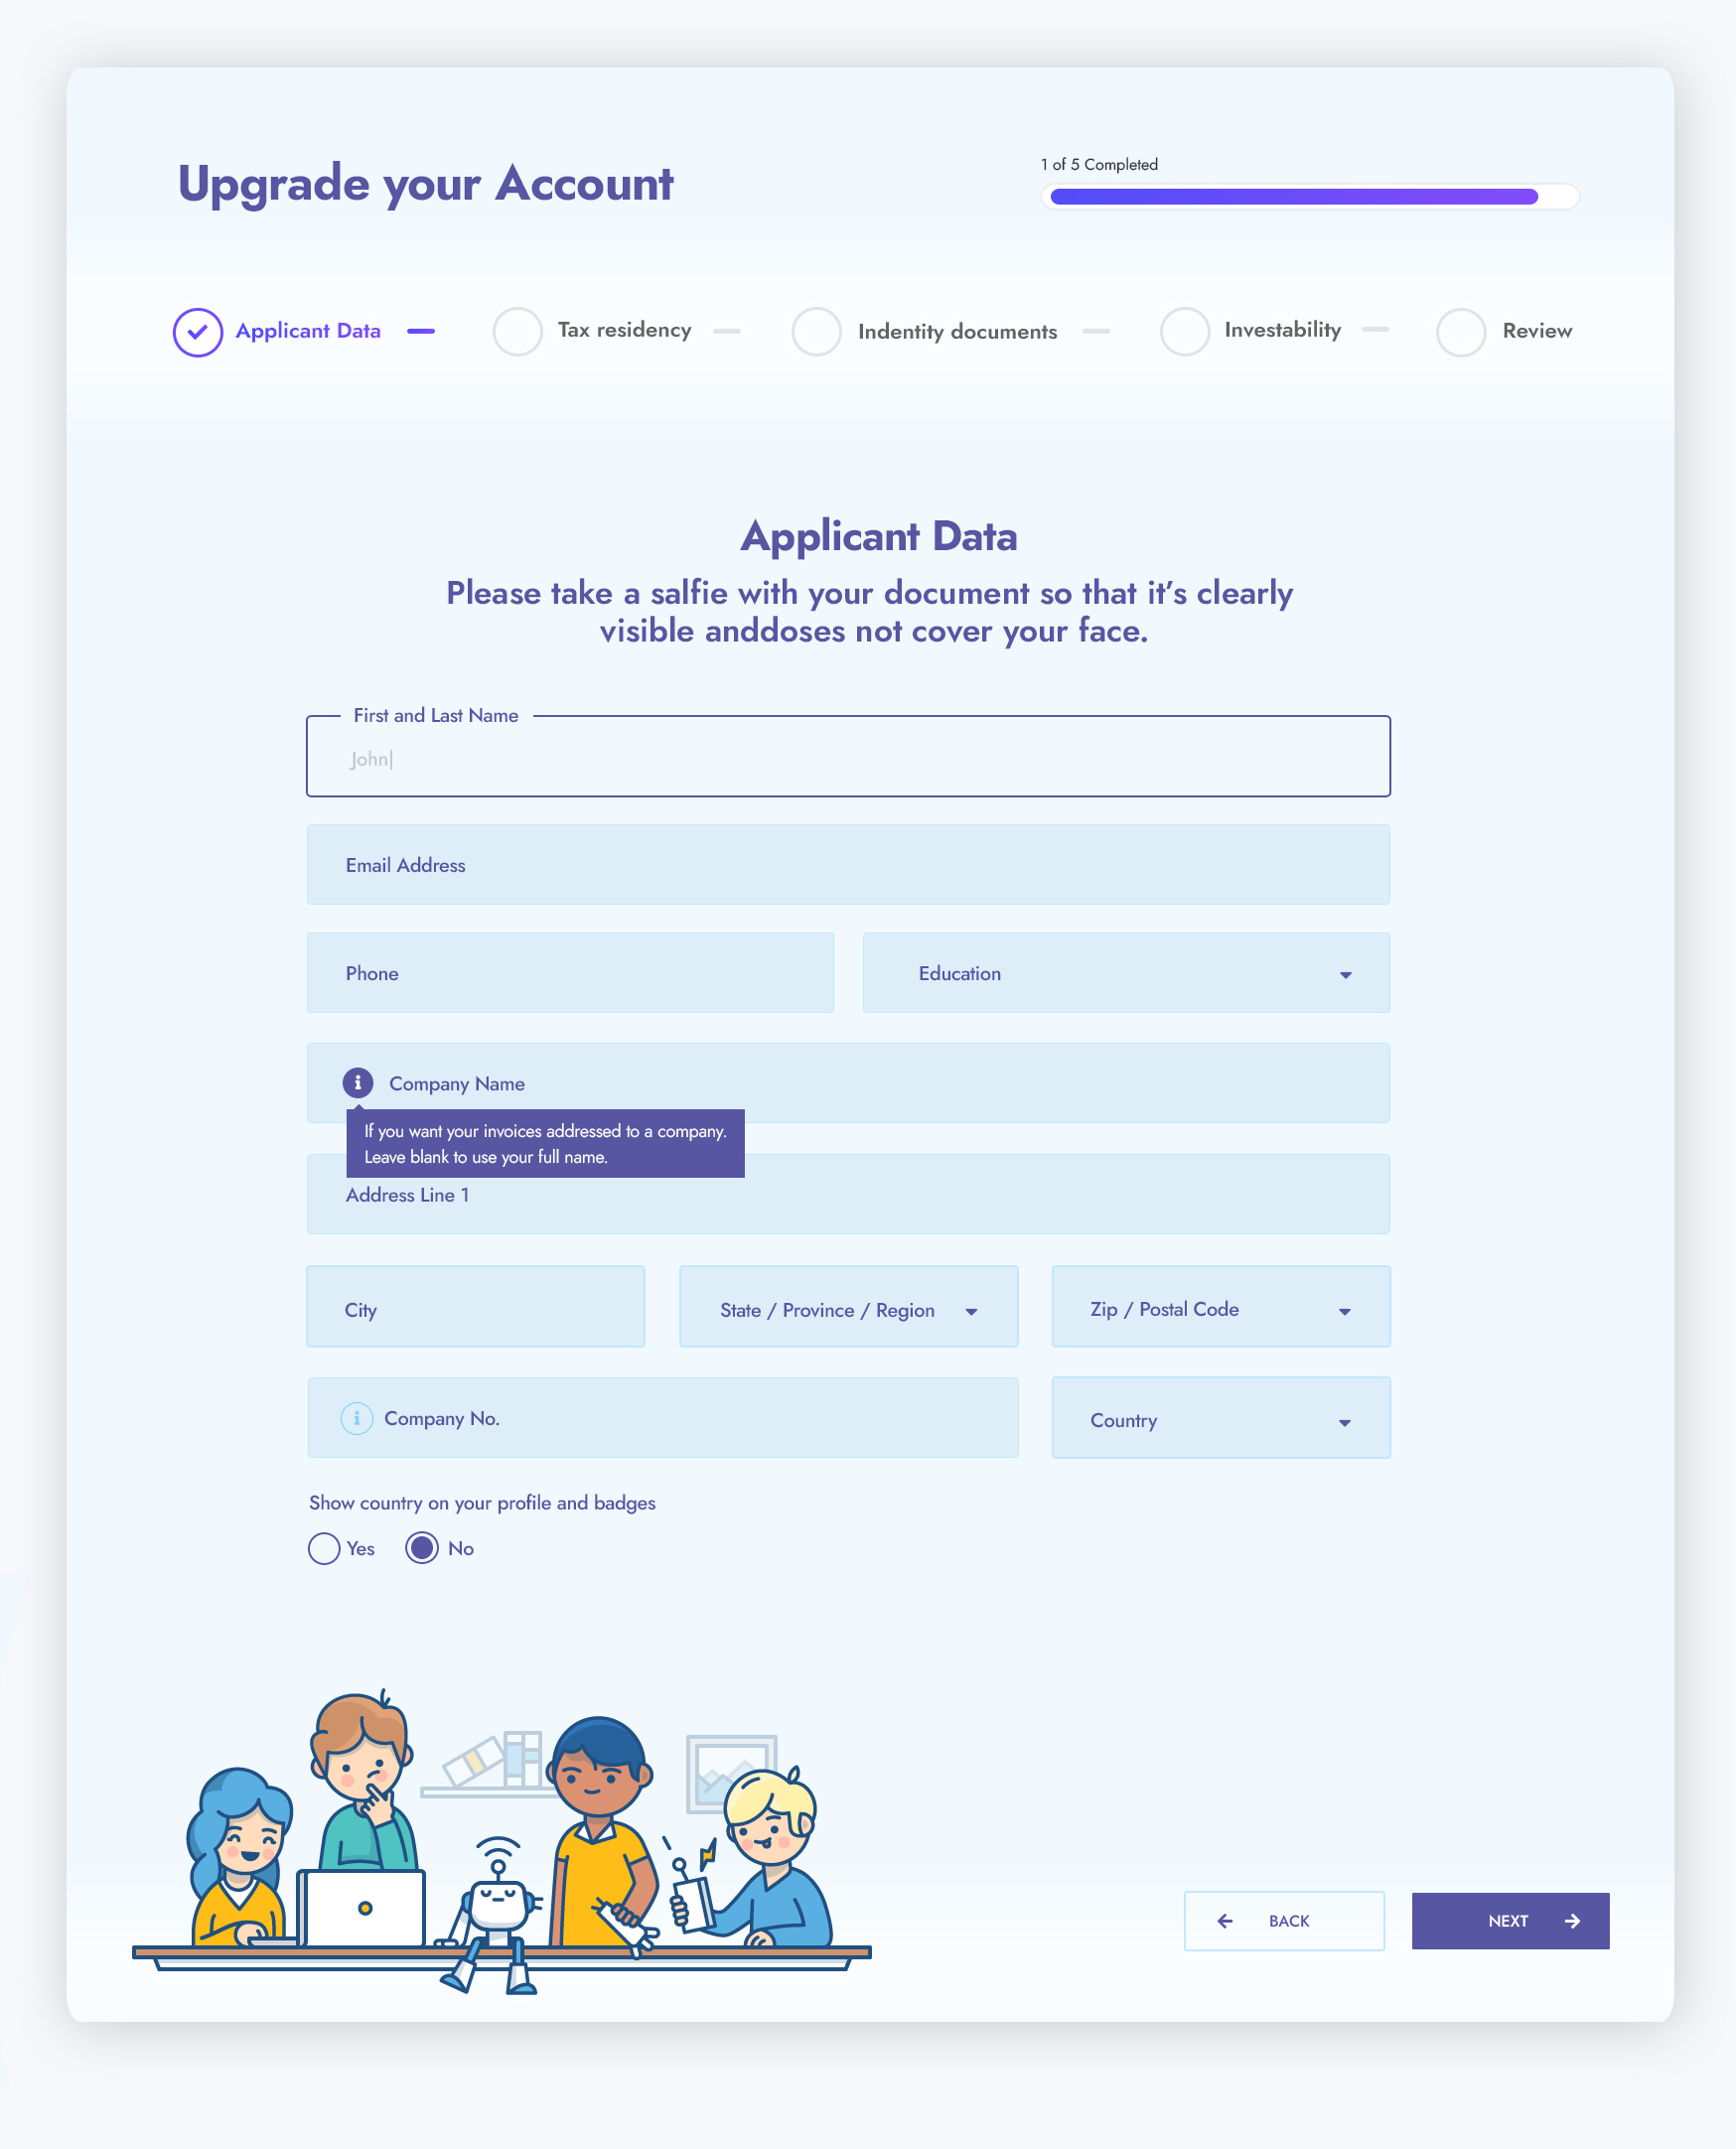 Upgrade your Account
1 of 5 Completed
Applicant Data
Tax residency
Indentity documents
Investability
Review
Applicant Data
Please take a salfie with your document so that it's clearly
visible anddoses not cover your face.
First and Last Name
John
Email Address
Phone
Education
Company Name
If you want your invoices addressed to a company.
Leave blank to use your full name.
Address Line 1
City
State / Province / Region
Zip / Postal Code
Company No.
Country
Show country on your profile and badges
Yes
No
BACK
NEXT